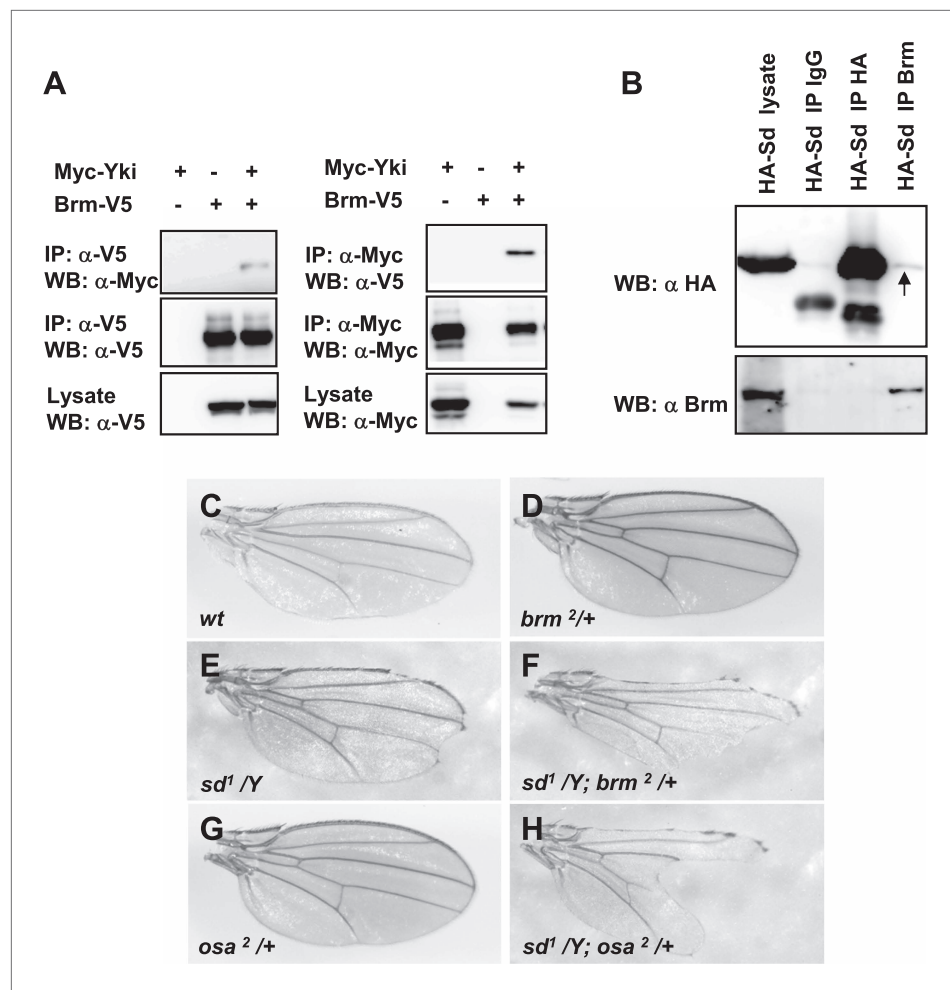 A
Myc-Yki + - +
Brm-V5 - + +
IP: α-V5
WB: α-Myc
IP: α-V5
WB: α-V5
Lysate
WB: α-V5
Myc-Yki + - +
Brm-V5 - + +
IP: α-Myc
WB: α-V5
IP: α-Myc
WB: α-Myc
Lysate
WB: α-Myc
B
HA-Sd lysate
HA-Sd IP IgG
HA-Sd IP HA
HA-Sd IP Brm
WB: α HA
WB: α Brm
C
wt
D
brm ²/+
E
sd¹ /Y
F
sd¹ /Y; brm ² /+
G
osa ² /+
H
sd¹ /Y; osa ² /+